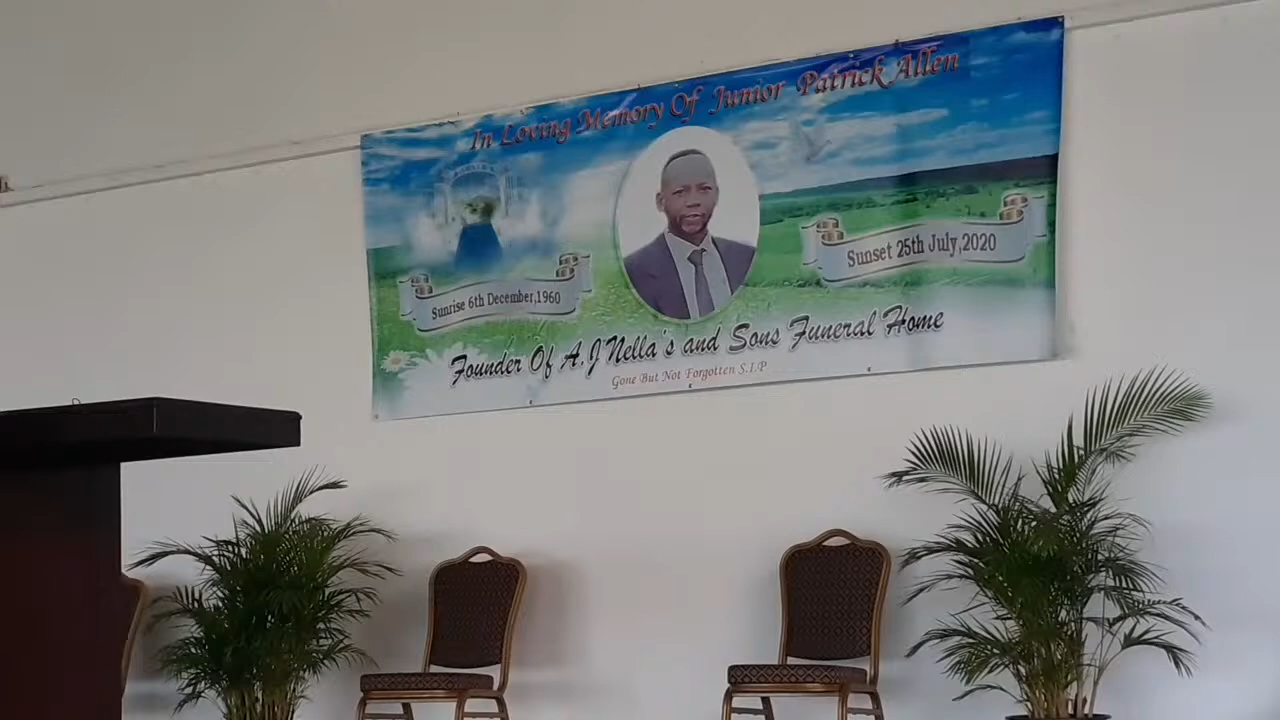 In Loving Memory Of Junior Patrick Allen
Sunrise 6th December,1960
Sunset 25th July,2020
Founder Of A.J Nella's and Sons Funeral Home
Gone But Not Forgotten S.I.P